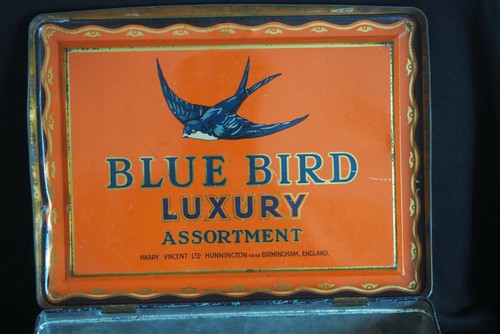 BLUE BIRD
LUXURY
ASSORTMENT
HARRY VINCENT LTD HUNNINGTON NEAR BIRMINGHAM, ENGLAND.